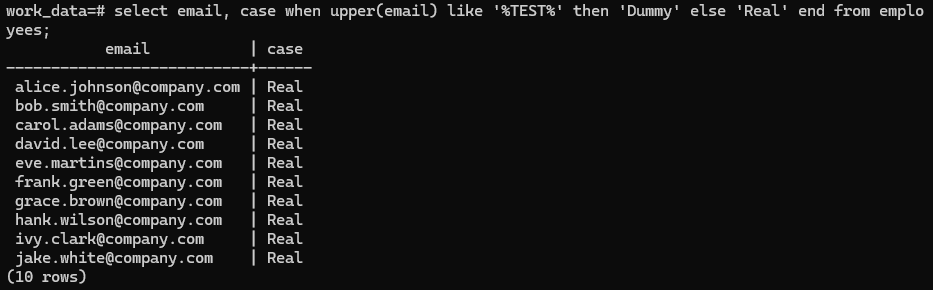 work_data=# select email, case when upper(email) like '%TEST%' then 'Dummy' else 'Real' end from emplo
yees;
           email           | case
---------------------------+------
 alice.johnson@company.com | Real
 bob.smith@company.com     | Real
 carol.adams@company.com   | Real
 david.lee@company.com     | Real
 eve.martins@company.com   | Real
 frank.green@company.com   | Real
 grace.brown@company.com   | Real
 hank.wilson@company.com   | Real
 ivy.clark@company.com     | Real
 jake.white@company.com    | Real
(10 rows)